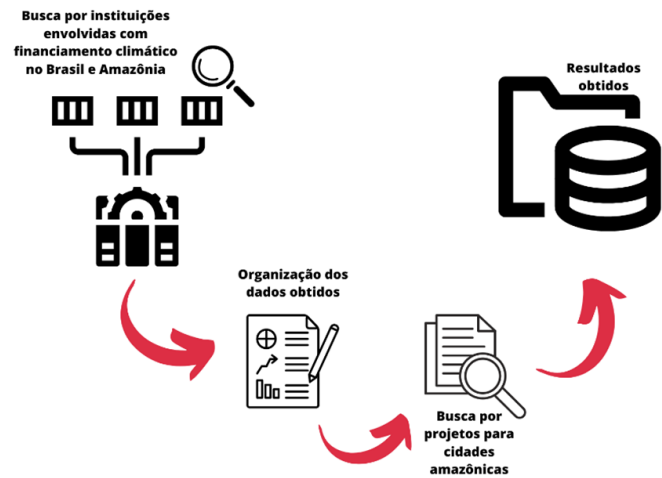 Busca por instituições
envolvidas com
financiamento climático
no Brasil e Amazônia
Organização dos
dados obtidos
Busca por
projetos para
cidades
amazônicas
Resultados
obtidos